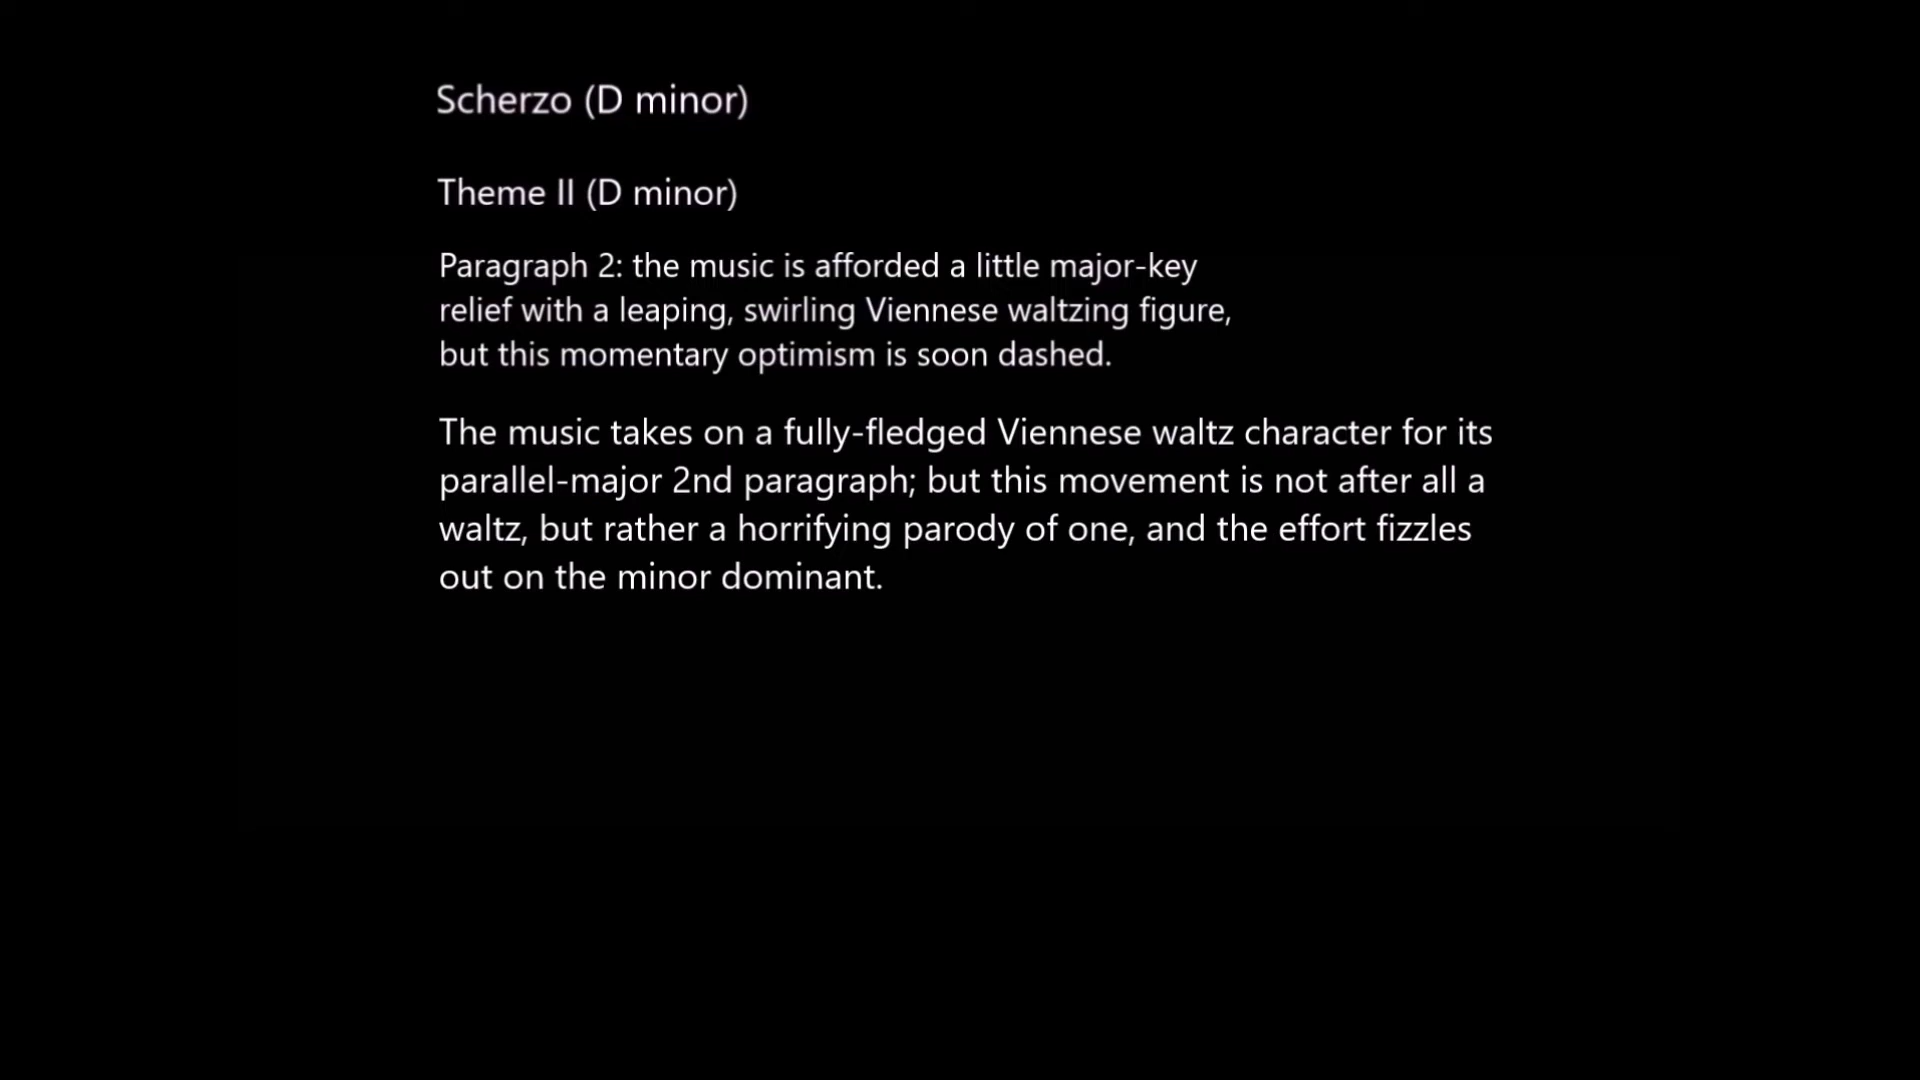 Scherzo (D minor)
Theme II (D minor)
Paragraph 2: the music is afforded a little major-key
relief with a leaping, swirling Viennese waltzing figure,
but this momentary optimism is soon dashed.
The music takes on a fully-fledged Viennese waltz character for its
parallel-major 2nd paragraph; but this movement is not after all a
waltz, but rather a horrifying parody of one, and the effort fizzles
out on the minor dominant.